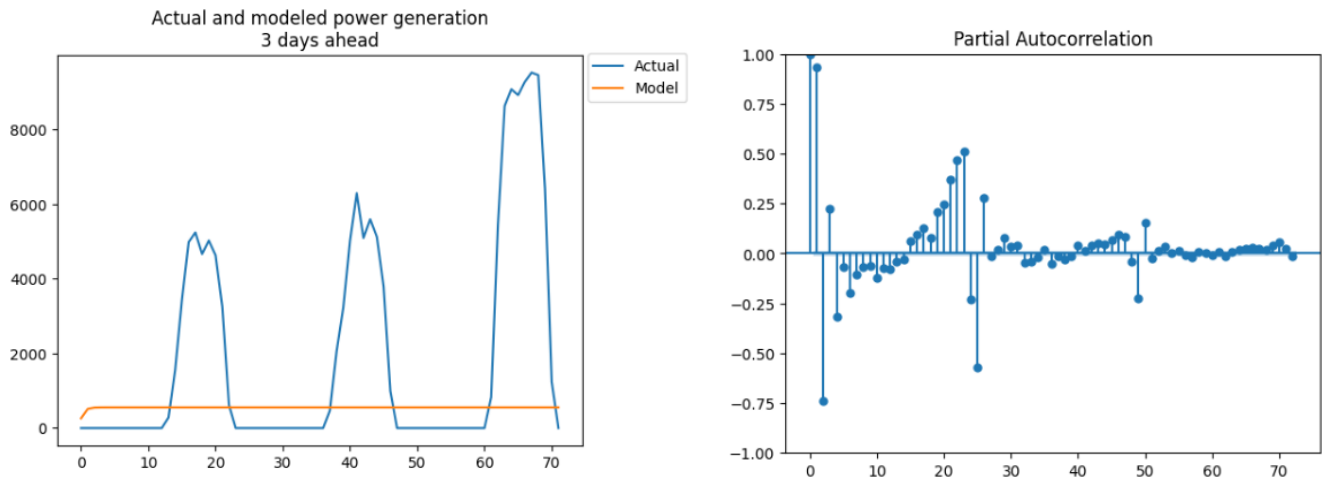 Actual and modeled power generation
3 days ahead
Actual
Model
8000
6000
4000
2000
0
0 10 20 30 40 50 60 70
Partial Autocorrelation
1.00
0.75
0.50
0.25
0.00
−0.25
−0.50
−0.75
−1.00
0 10 20 30 40 50 60 70